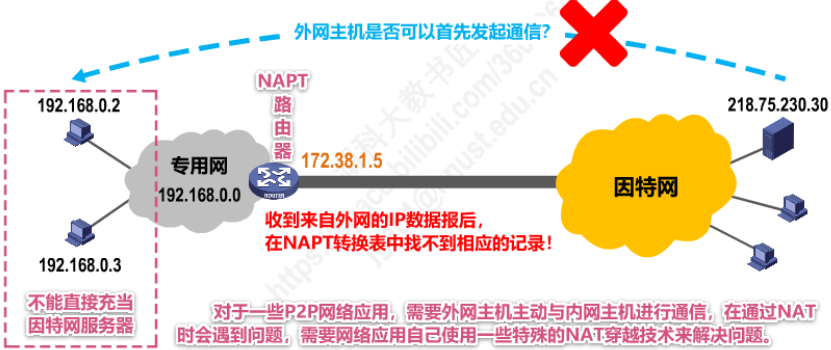 外网主机是否可以首先发起通信?
NAPT
路
由
器
192.168.0.2
218.75.230.30
172.38.1.5
专用网
192.168.0.0
ROUTER
因特网
收到来自外网的IP数据报后，
在NAPT转换表中找不到相应的记录！
192.168.0.3
不能直接充当
因特网服务器
对于一些P2P网络应用，需要外网主机主动与内网主机进行通信，在通过NAT
时会遇到问题，需要网络应用自己使用一些特殊的NAT穿越技术来解决问题。